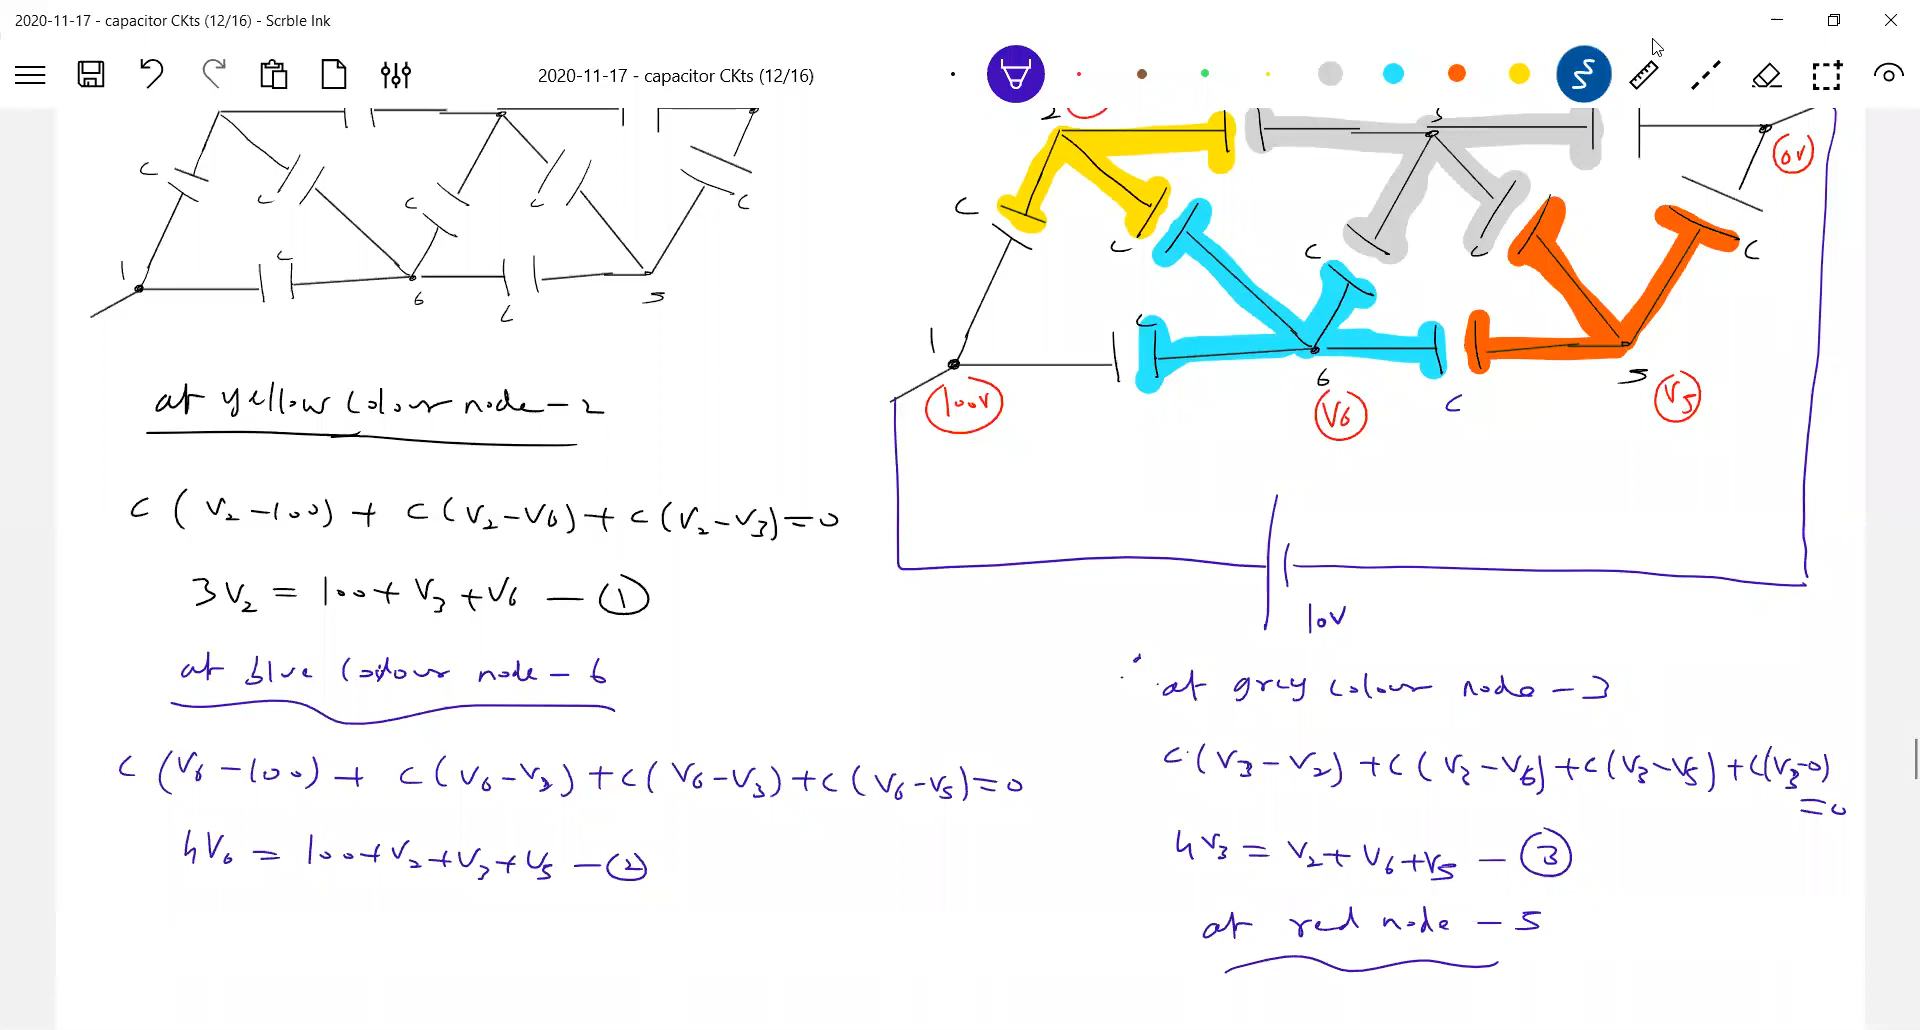 2020-11-17 - capacitor CKts (12/16) - Scrble Ink
2020-11-17 - capacitor CKts (12/16)
C
C
C
C
C
1
C
6
5
C
2
3
0V
C
C
C
C
C
C
1
100V
6
V6
C
5
V5
10V
at yellow colour node - 2
C (V2 - 100) + C (V2 - V6) + C (V2 - V3) = 0
3V2 = 100 + V3 + V6 — ①
at blue colour node - 6
C (V6 - 100) + C (V6 - V2) + C (V6 - V3) + C (V6 - V5) = 0
4V6 = 100 + V2 + V3 + V5 — ②
at grey colour node - 3
C (V3 - V2) + C (V3 - V6) + C (V3 - V5) + C (V3 - 0)
= 0
4V3 = V2 + V6 + V5 — ③
at red node - 5